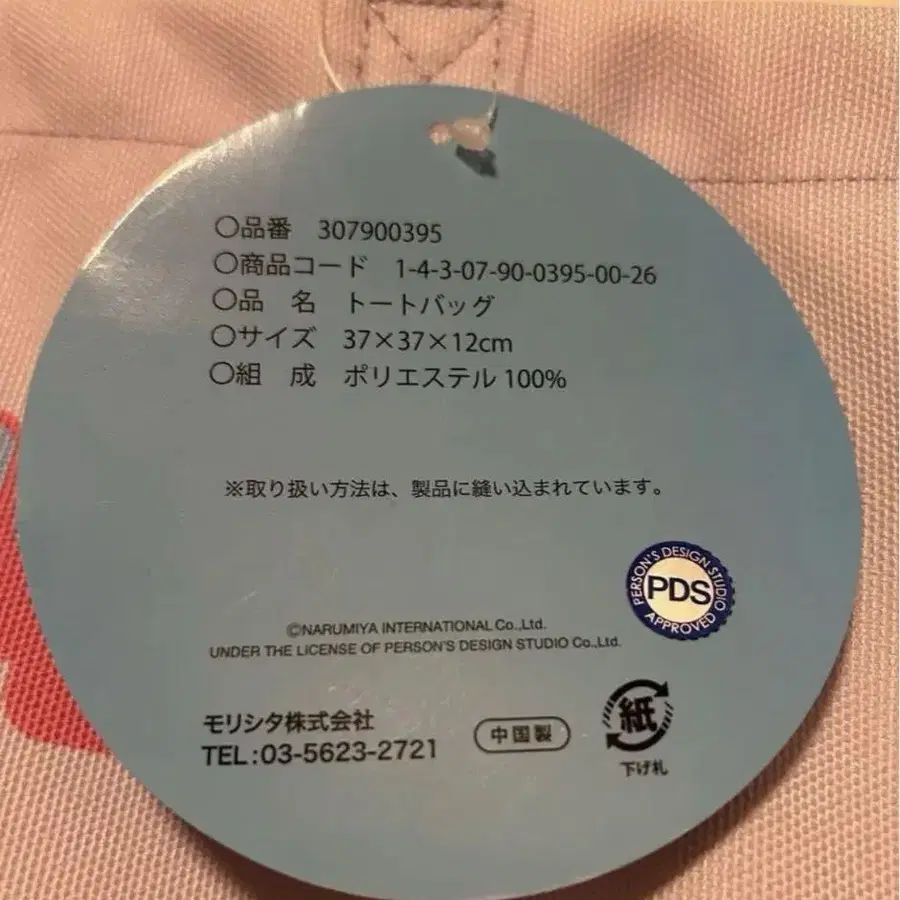 〇品番 307900395
〇商品コード 1-4-3-07-90-0395-00-26
〇品 名 トートバッグ
〇サイズ 37×37×12cm
〇組 成 ポリエステル 100%
※取り扱い方法は、製品に縫い込まれています。
PERSON'S DESIGN STUDIO
PDS
APPROVED
©NARUMIYA INTERNATIONAL Co.,Ltd.
UNDER THE LICENSE OF PERSON'S DESIGN STUDIO Co.,Ltd.
モリシタ株式会社
TEL:03-5623-2721
中国製
紙
下げ札